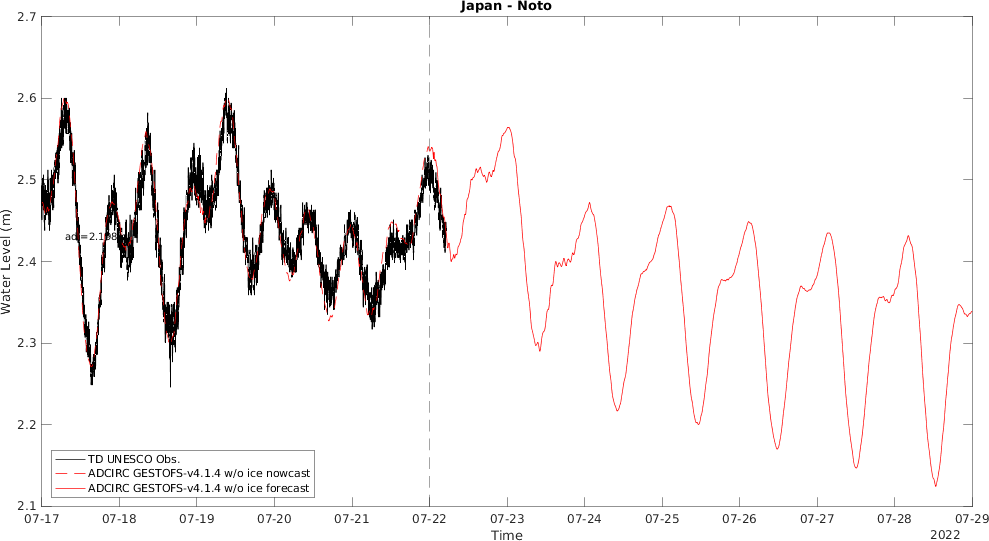 Japan - Noto
2.7
2.6
2.5
2.4
2.3
2.2
2.1
Water Level (m)
TD UNESCO Obs.
ADCIRC GESTOFS-v4.1.4 w/o ice nowcast
ADCIRC GESTOFS-v4.1.4 w/o ice forecast
07-17 07-18 07-19 07-20 07-21 07-22 07-23 07-24 07-25 07-26 07-27 07-28 07-29
Time
2022